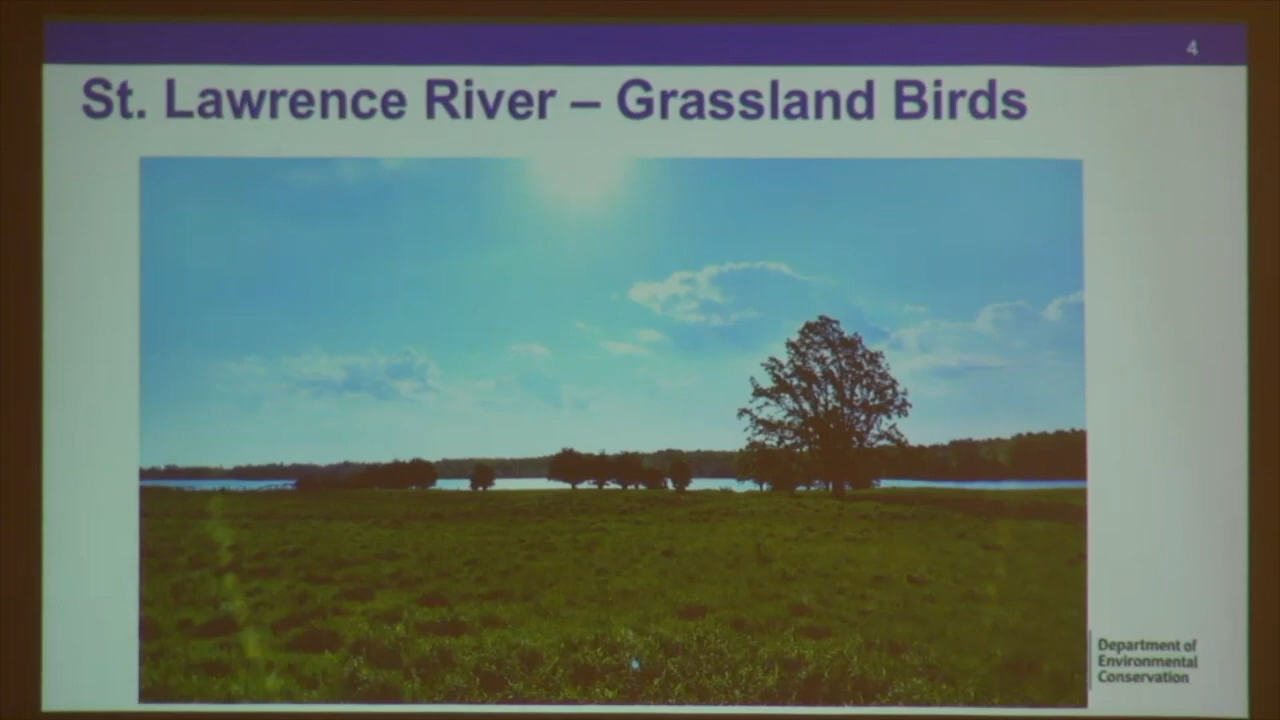 4
St. Lawrence River – Grassland Birds
Department of
Environmental
Conservation